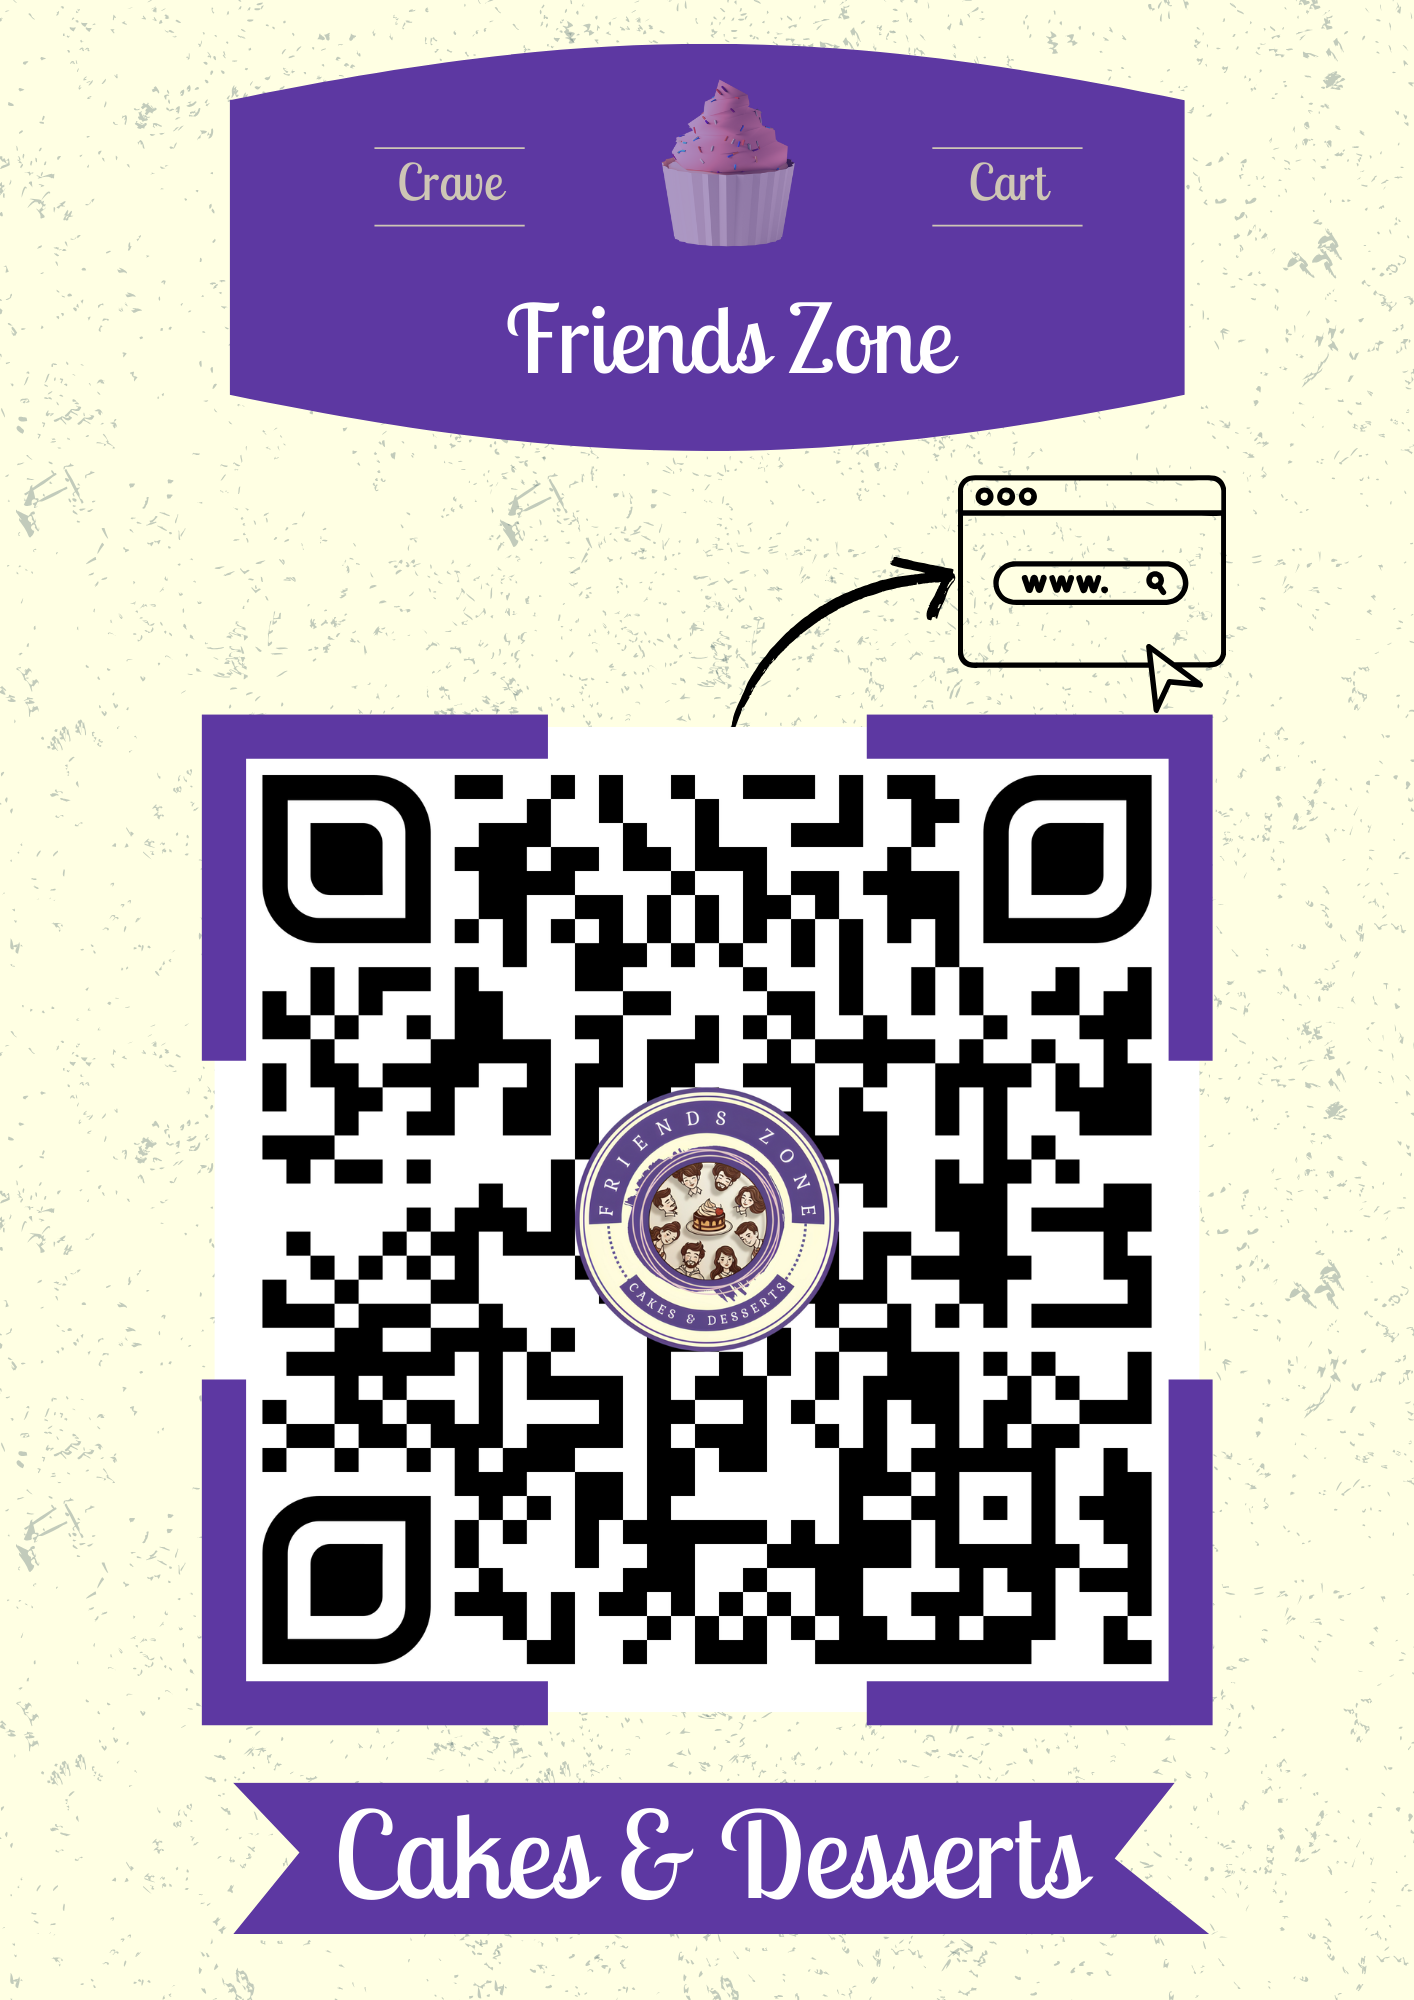 Crave
Cart
Friends Zone
www.
FRIENDS ZONE
CAKES & DESSERTS
Cakes & Desserts